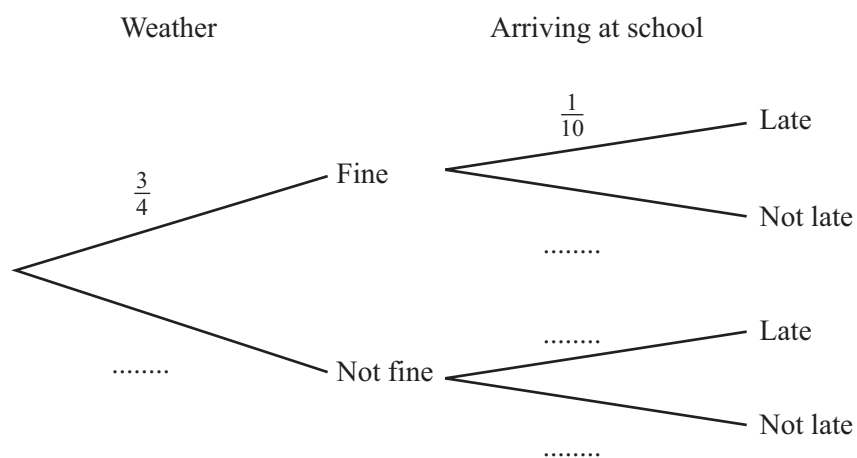 Weather Arriving at school
1/10
Late
3/4
Fine
Not late
........
........
Late
........
Not fine
Not late
........